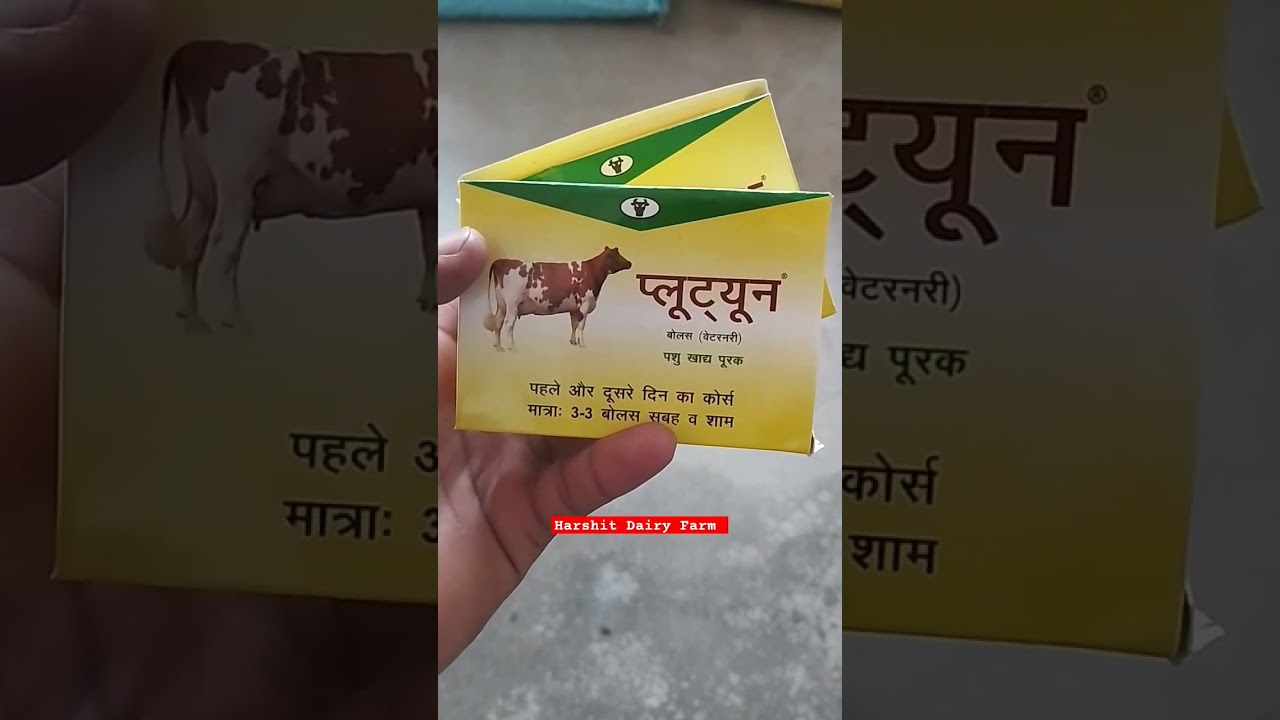 प्लूट्यून®
बोलस (वेटरनरी)
पशु खाद्य पूरक
पहले और दूसरे दिन का कोर्स
मात्राः 3-3 बोलस सुबह व शाम
Harshit Dairy Farm